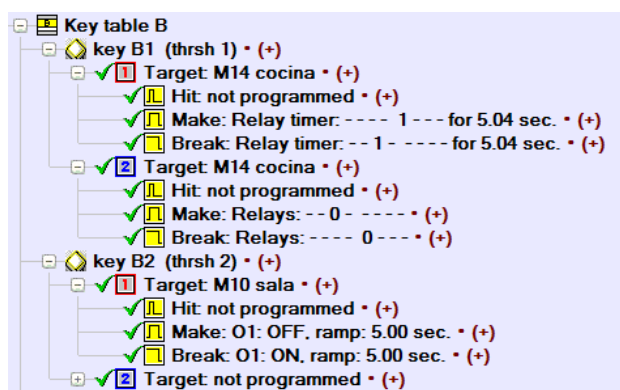 Key table B
key B1 (thrsh 1) • (+)
1 Target: M14 cocina • (+)
Hit: not programmed • (+)
Make: Relay timer: - - - - 1 - - - for 5.04 sec. • (+)
Break: Relay timer: - - 1 - - - - - for 5.04 sec. • (+)
2 Target: M14 cocina • (+)
Hit: not programmed • (+)
Make: Relays: - - 0 - - - - - • (+)
Break: Relays: - - - - 0 - - - • (+)
key B2 (thrsh 2) • (+)
1 Target: M10 sala • (+)
Hit: not programmed • (+)
Make: O1: OFF, ramp: 5.00 sec. • (+)
Break: O1: ON, ramp: 5.00 sec. • (+)
2 Target: not programmed • (+)